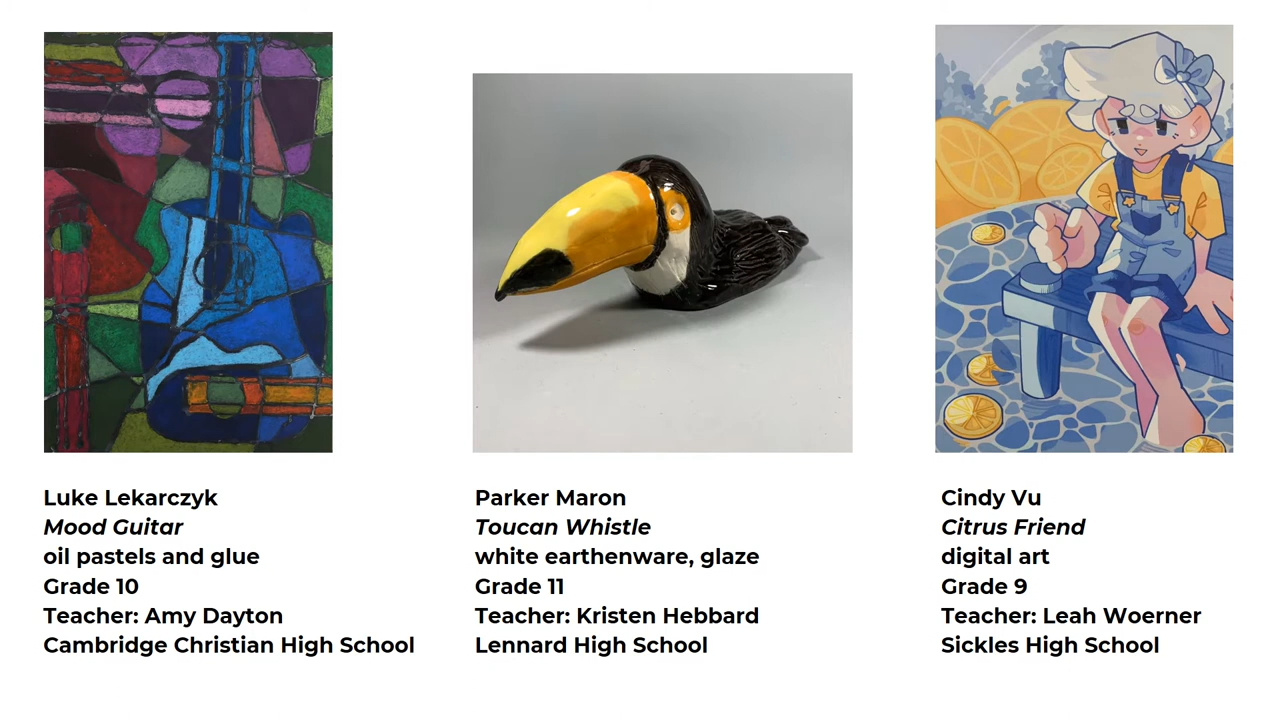 Luke Lekarczyk
Mood Guitar
oil pastels and glue
Grade 10
Teacher: Amy Dayton
Cambridge Christian High School
Parker Maron
Toucan Whistle
white earthenware, glaze
Grade 11
Teacher: Kristen Hebbard
Lennard High School
Cindy Vu
Citrus Friend
digital art
Grade 9
Teacher: Leah Woerner
Sickles High School